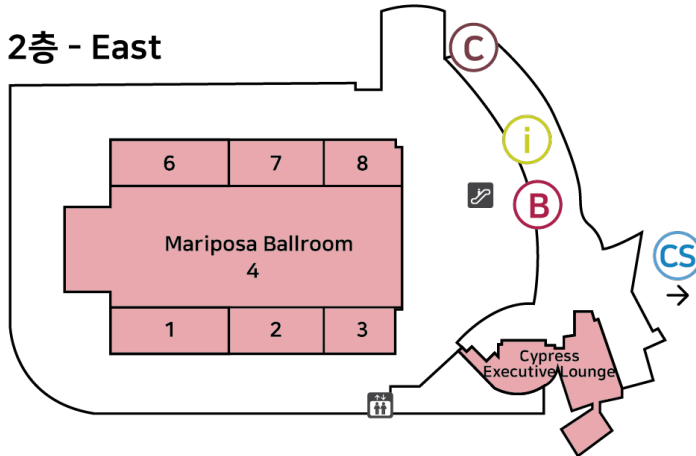 2층 - East
C
i
B
CS
6
7
8
Mariposa Ballroom
4
1
2
3
Cypress
Executive Lounge